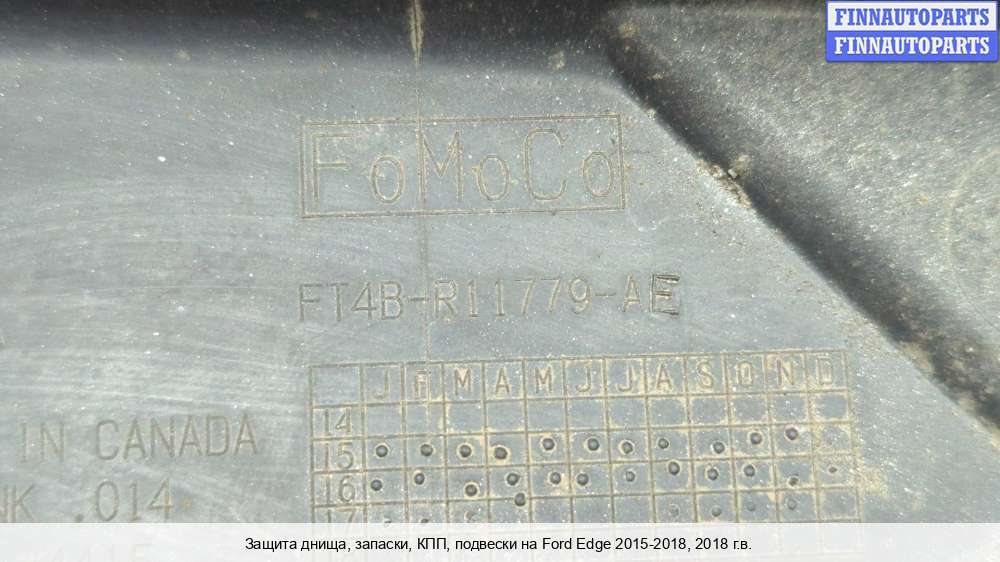 FINNAUTOPARTS
FINNAUTOPARTS
FoMoCo
FT4B-R11779-AE
J F M A M J J A S O N D
14
IN CANADA
15
16
.014
17
Защита днища, запаски, КПП, подвески на Ford Edge 2015-2018, 2018 г.в.